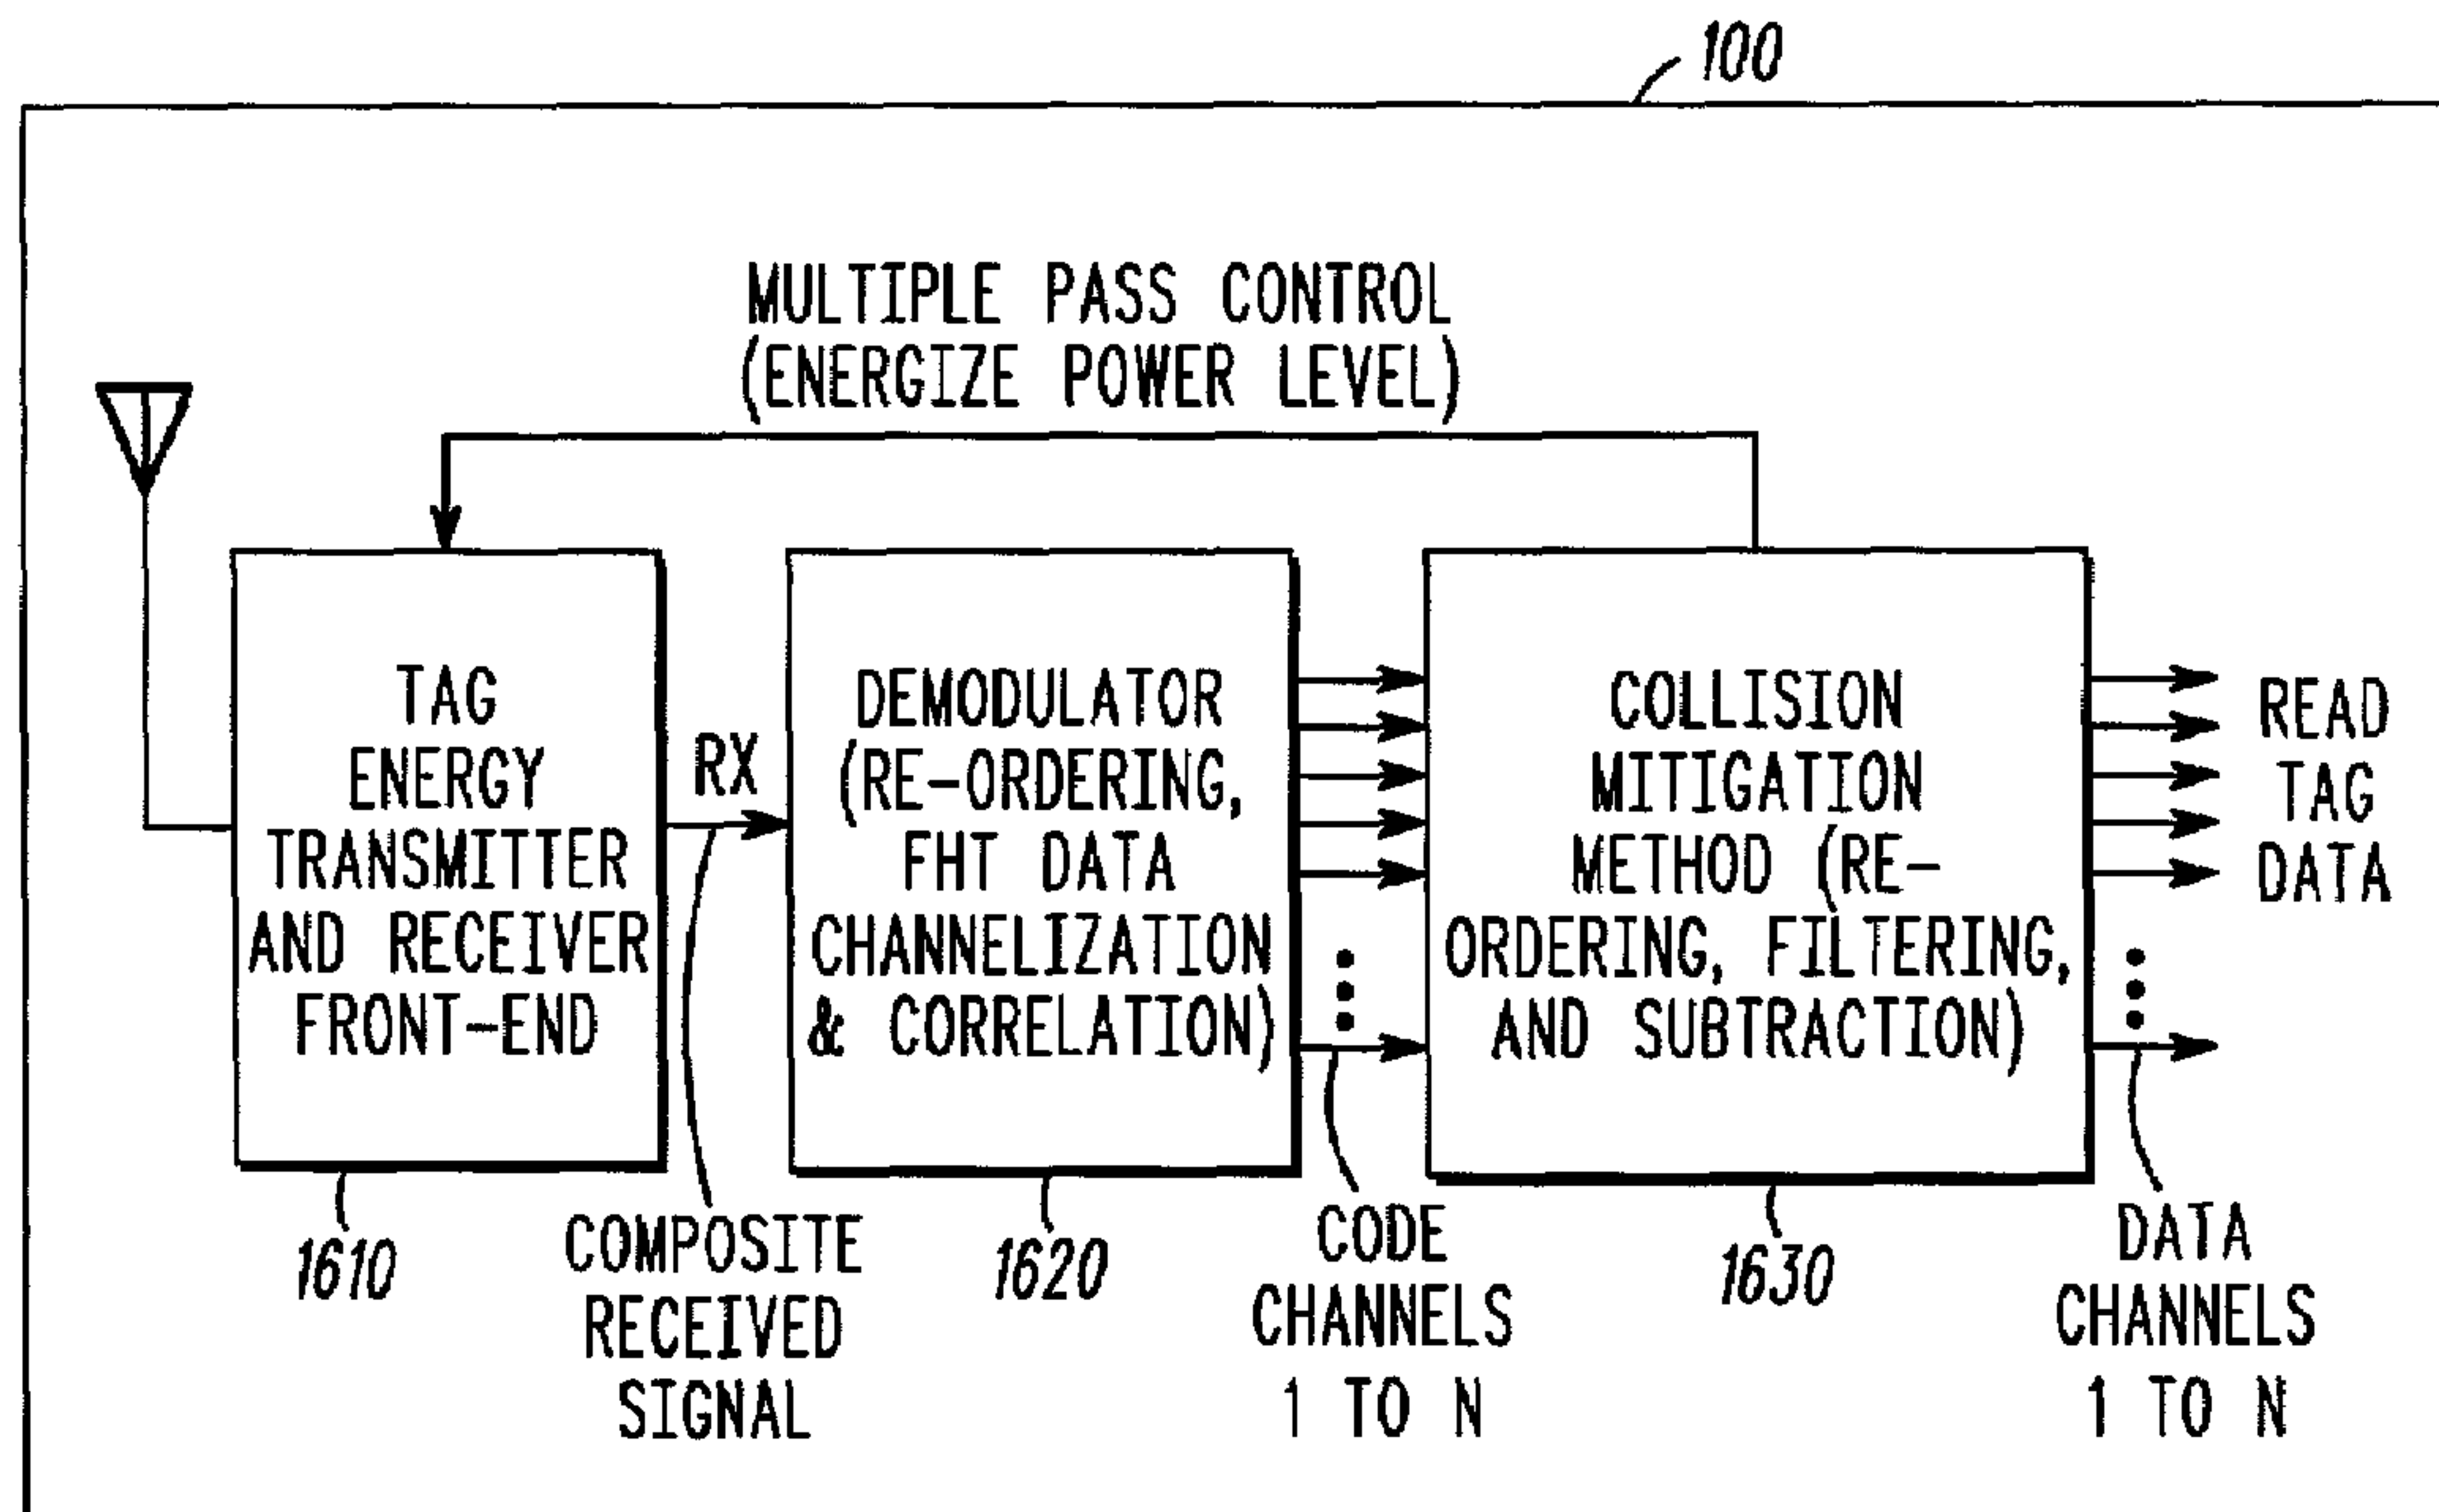 100
MULTIPLE PASS CONTROL
(ENERGIZE POWER LEVEL)
TAG
ENERGY
TRANSMITTER
AND RECEIVER
FRONT-END
1610
RX
COMPOSITE
RECEIVED
SIGNAL
DEMODULATOR
(RE-ORDERING,
FHT DATA
CHANNELIZATION
& CORRELATION)
1620
CODE
CHANNELS
1 TO N
COLLISION
MITIGATION
METHOD (RE-
ORDERING, FILTERING,
AND SUBTRACTION)
1630
READ
TAG
DATA
DATA
CHANNELS
1 TO N